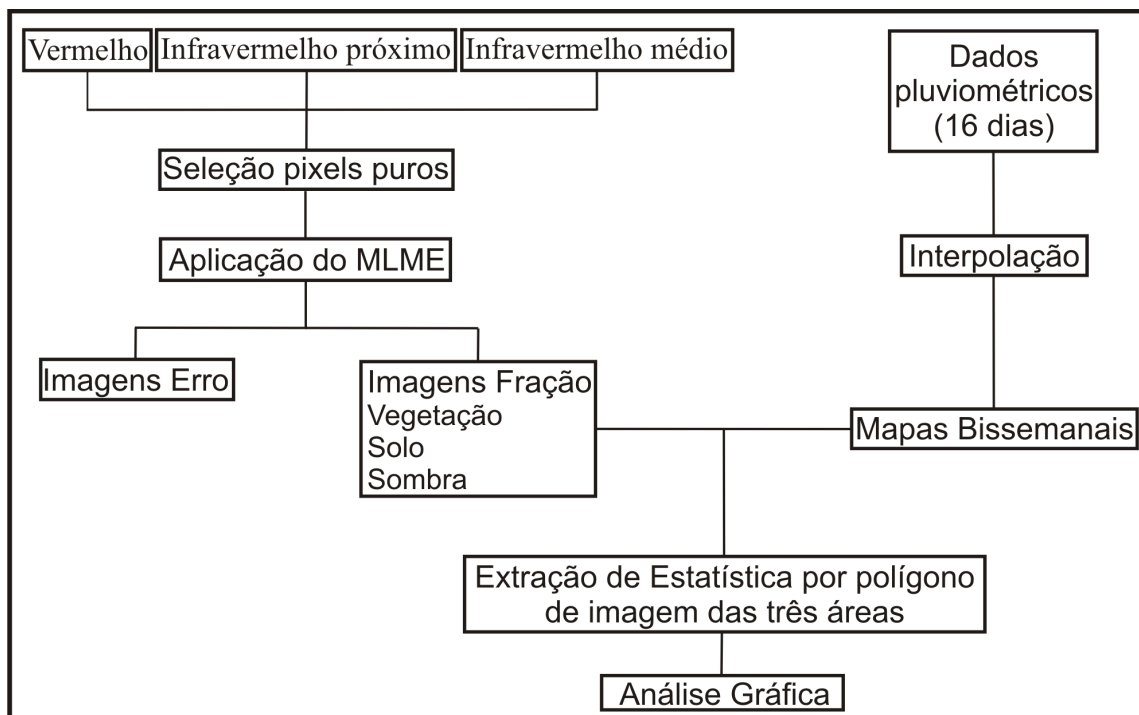 Vermelho
Infravermelho próximo
Infravermelho médio
Dados
pluviométricos
(16 dias)
Seleção pixels puros
Aplicação do MLME
Interpolação
Imagens Erro
Imagens Fração
Vegetação
Solo
Sombra
Mapas Bissemanais
Extração de Estatística por polígono
de imagem das três áreas
Análise Gráfica